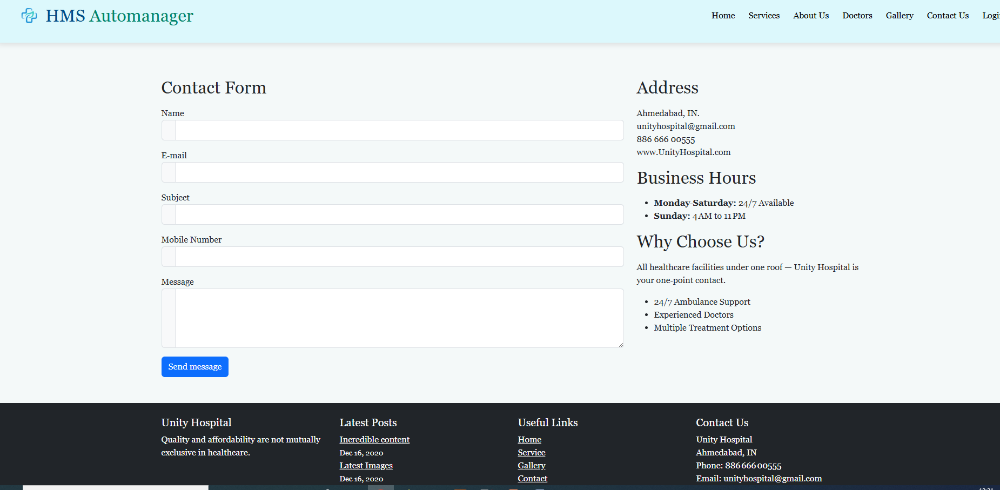 HMS Automanager
Home
Services
About Us
Doctors
Gallery
Contact Us
Contact Form
Name
E-mail
Subject
Mobile Number
Message
Send message
Address
Ahmedabad, IN.
unityhospital@gmail.com
886 666 00555
www.UnityHospital.com
Business Hours
• Monday-Saturday: 24/7 Available
• Sunday: 4 AM to 11 PM
Why Choose Us?
All healthcare facilities under one roof — Unity Hospital is
your one-point contact.
• 24/7 Ambulance Support
• Experienced Doctors
• Multiple Treatment Options
Unity Hospital
Quality and affordability are not mutually
exclusive in healthcare.
Latest Posts
Incredible content
Dec 16, 2020
Latest Images
Dec 16, 2020
Useful Links
Home
Service
Gallery
Contact
Contact Us
Unity Hospital
Ahmedabad, IN
Phone: 886 666 00555
Email: unityhospital@gmail.com